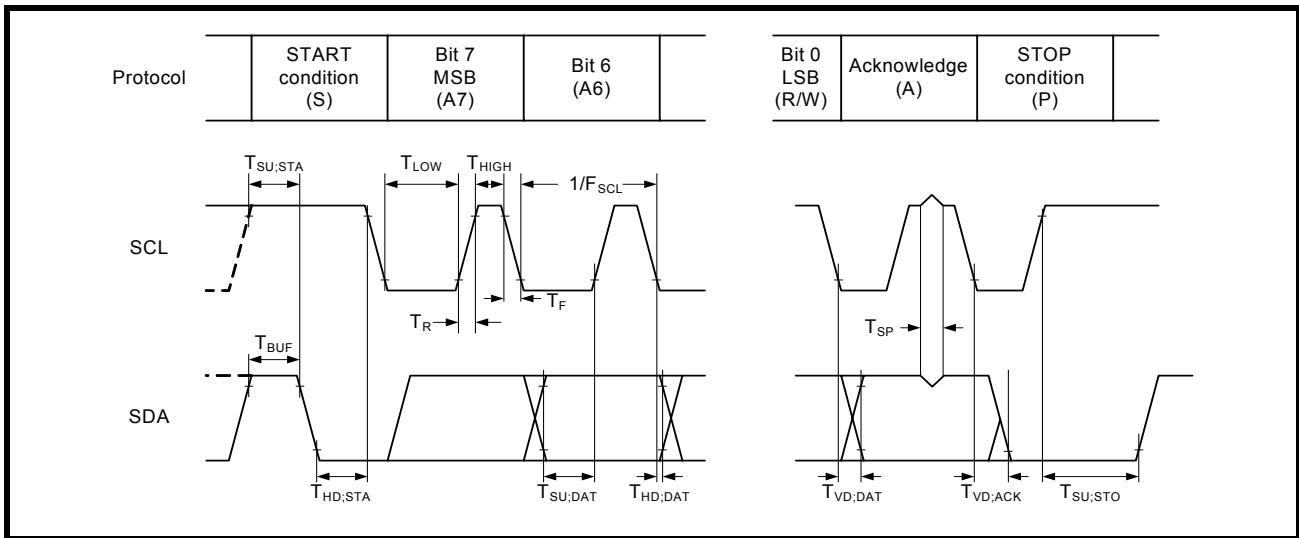 Protocol
START
condition
(S)
Bit 7
MSB
(A7)
Bit 6
(A6)
Bit 0
LSB
(R/W)
Acknowledge
(A)
STOP
condition
(P)
TSU;STA
TLOW
THIGH
1/FSCL
SCL
TR
TF
TSP
TBUF
SDA
THD;STA
TSU;DAT
THD;DAT
TVD;DAT
TVD;ACK
TSU;STO